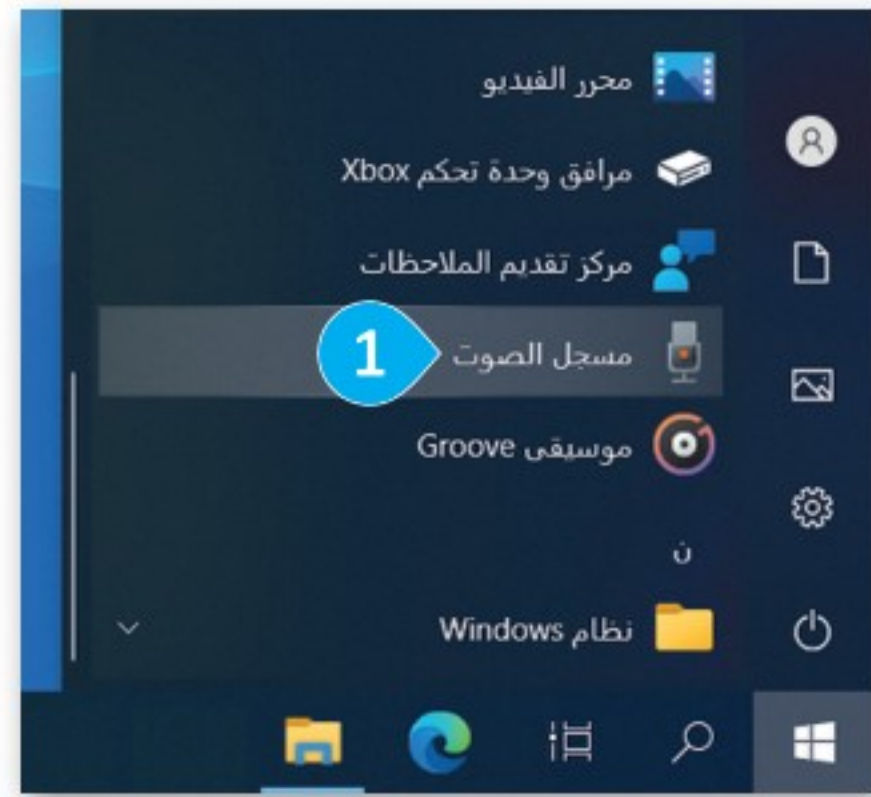 محرر الفيديو
مرافق وحدة تحكم Xbox
مركز تقديم الملاحظات
مسجل الصوت 1
موسيقى Groove
ن
نظام Windows